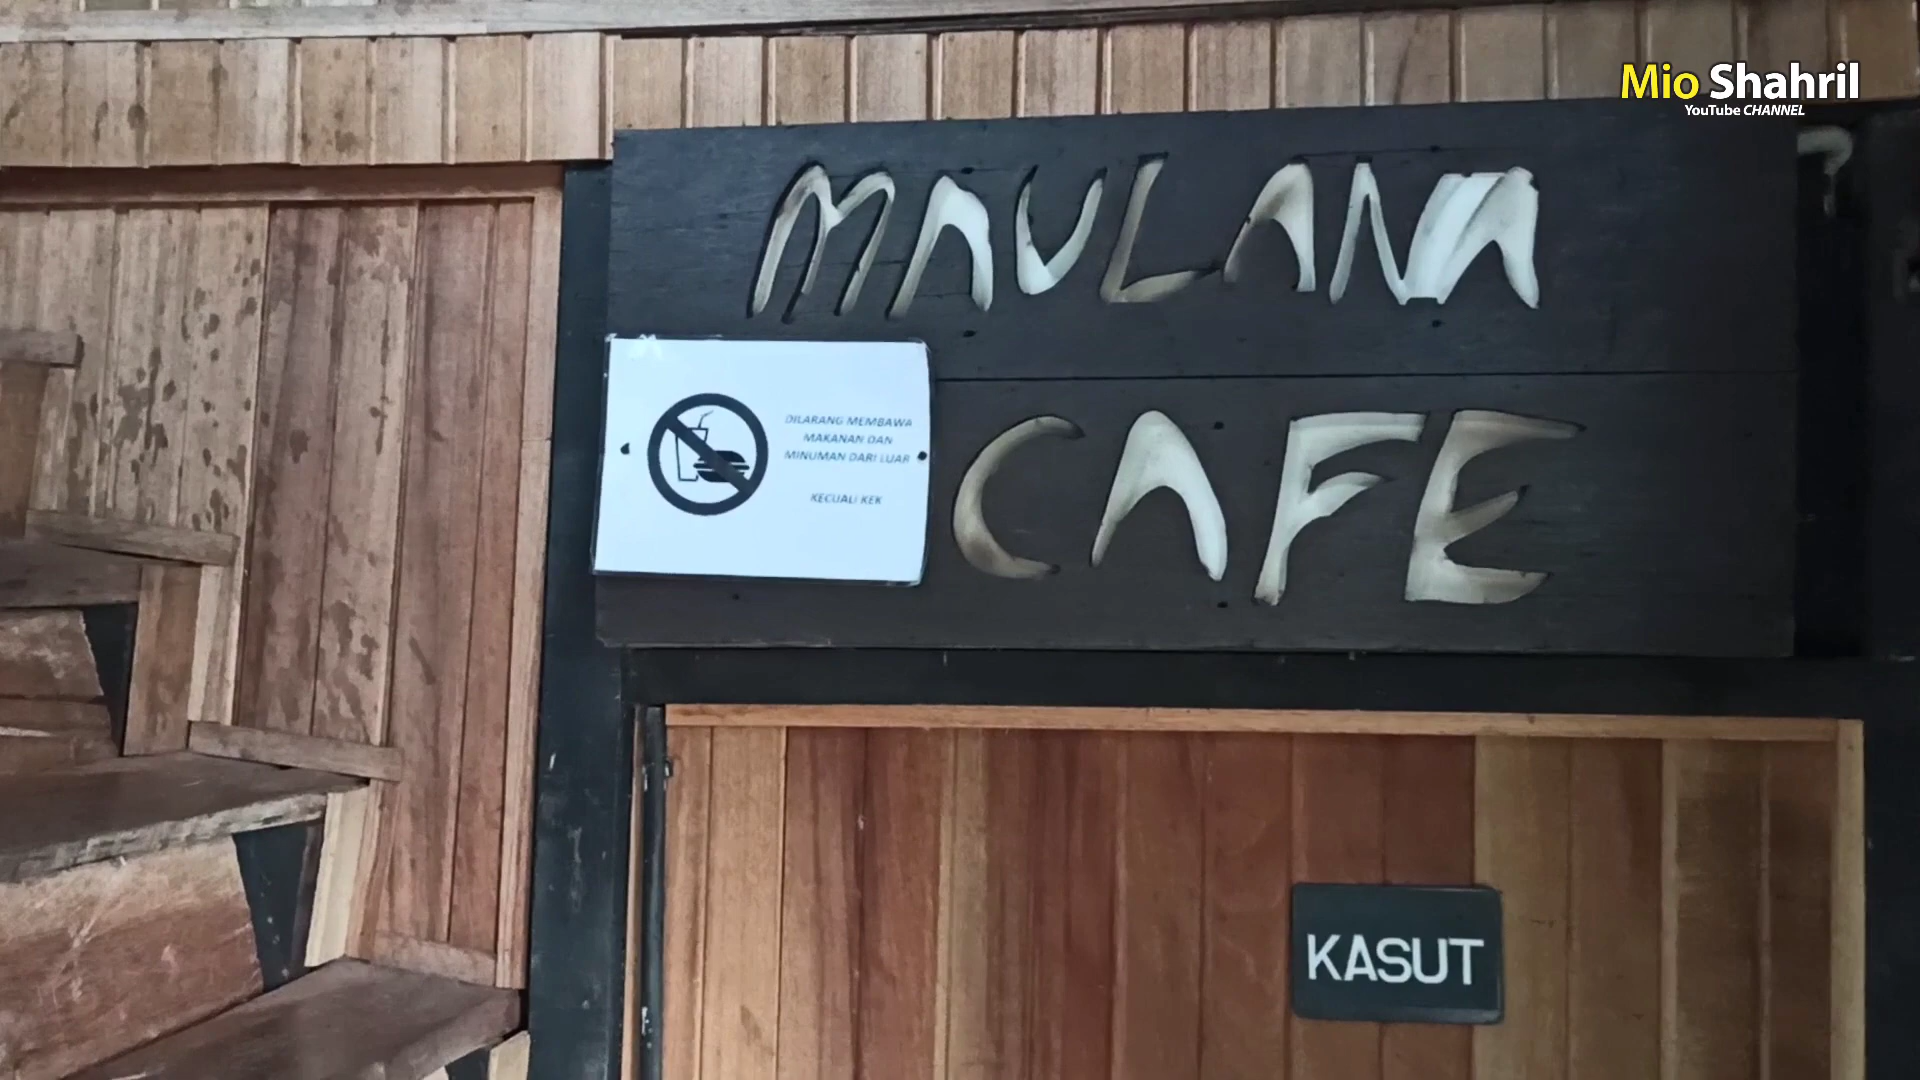 Mio Shahril
YouTube CHANNEL
MAULANA
CAFE
DILARANG MEMBAWA
MAKANAN DAN
MINUMAN DARI LUAR
KECUALI KEK
KASUT